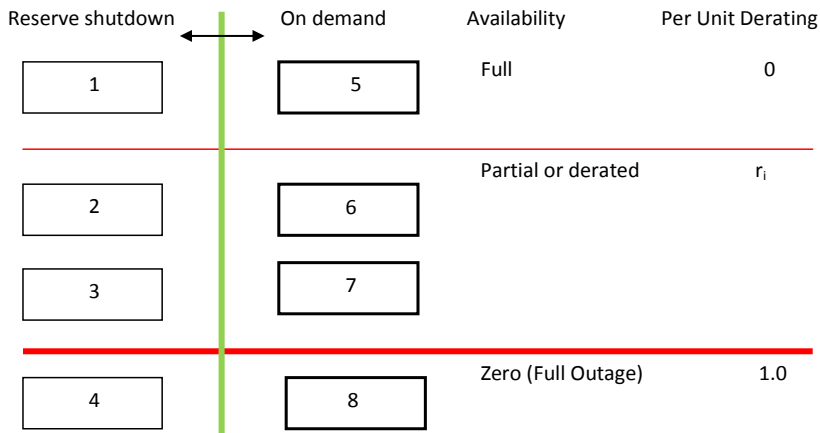 Reserve shutdown On demand Availability Per Unit Derating
1 5 Full 0
Partial or derated rᵢ
2 6
3 7
Zero (Full Outage) 1.0
4 8